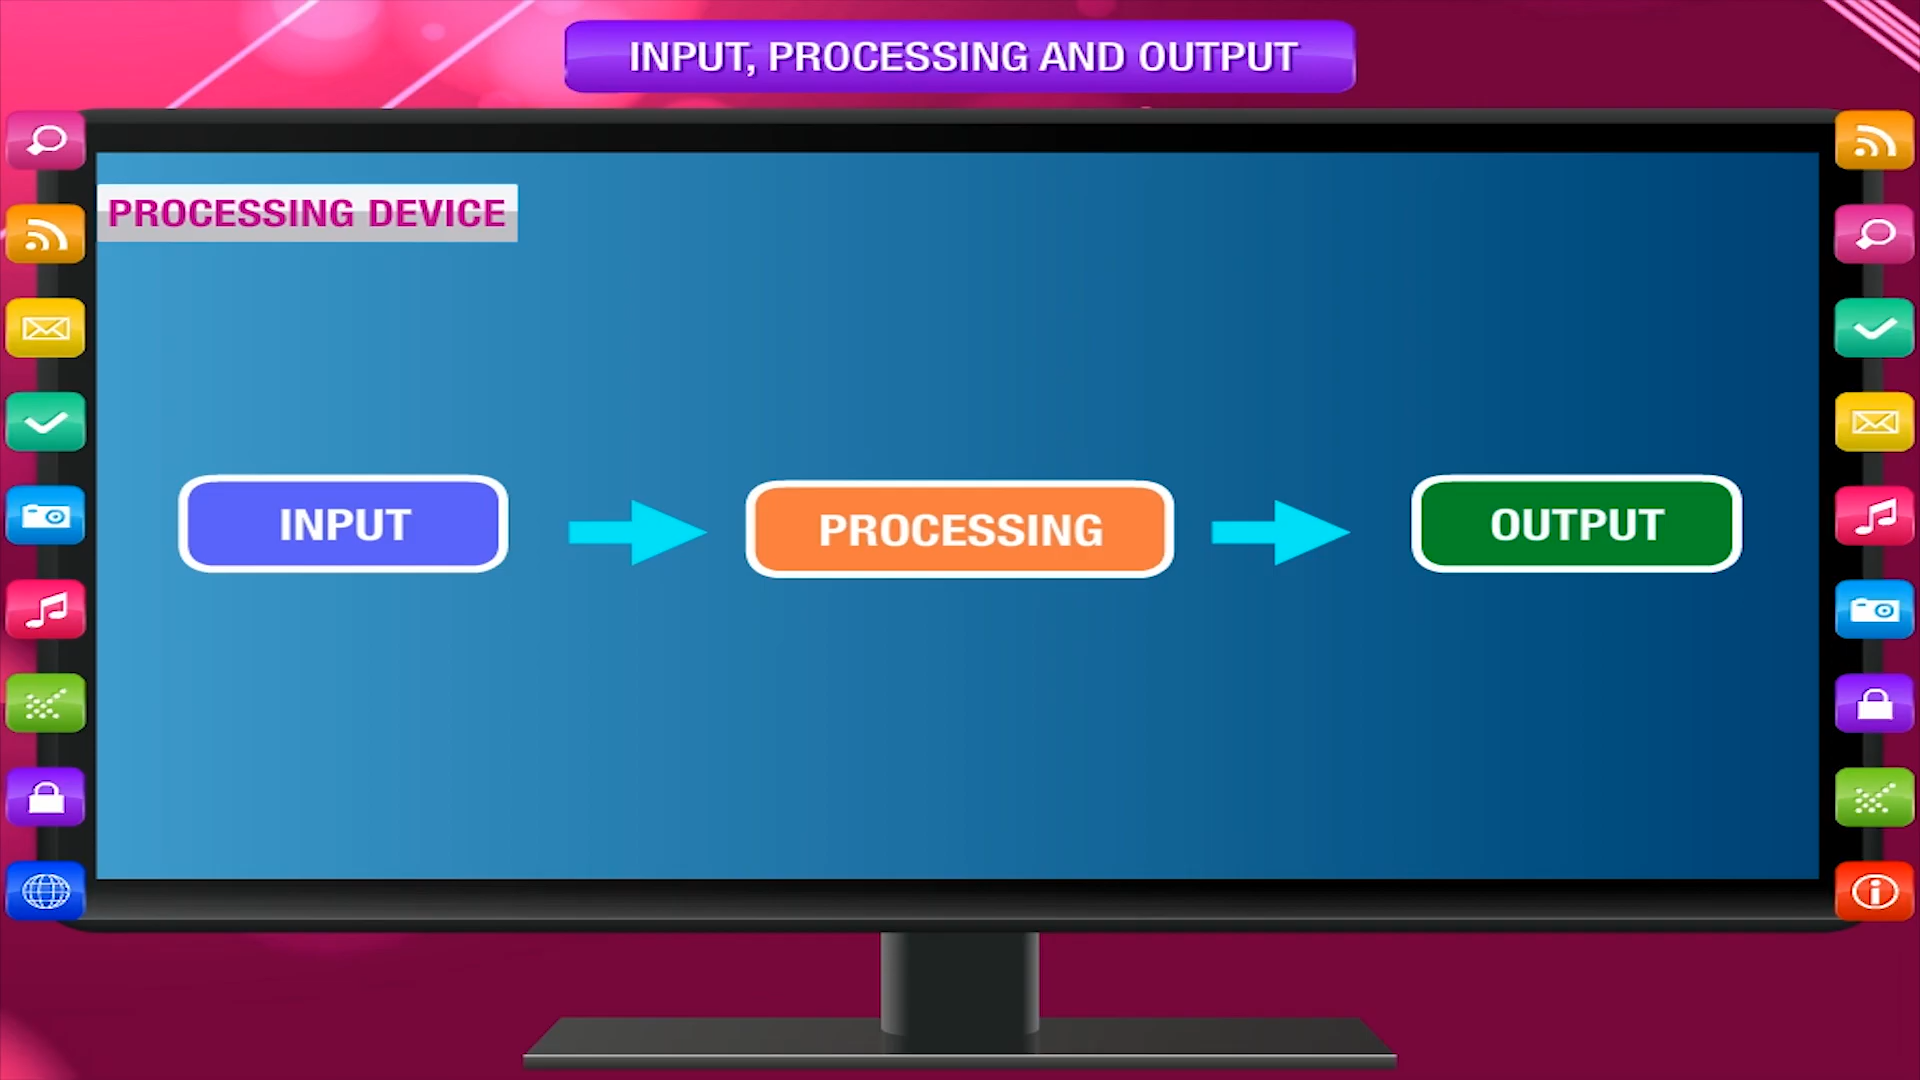 INPUT, PROCESSING AND OUTPUT
PROCESSING DEVICE
INPUT
PROCESSING
OUTPUT